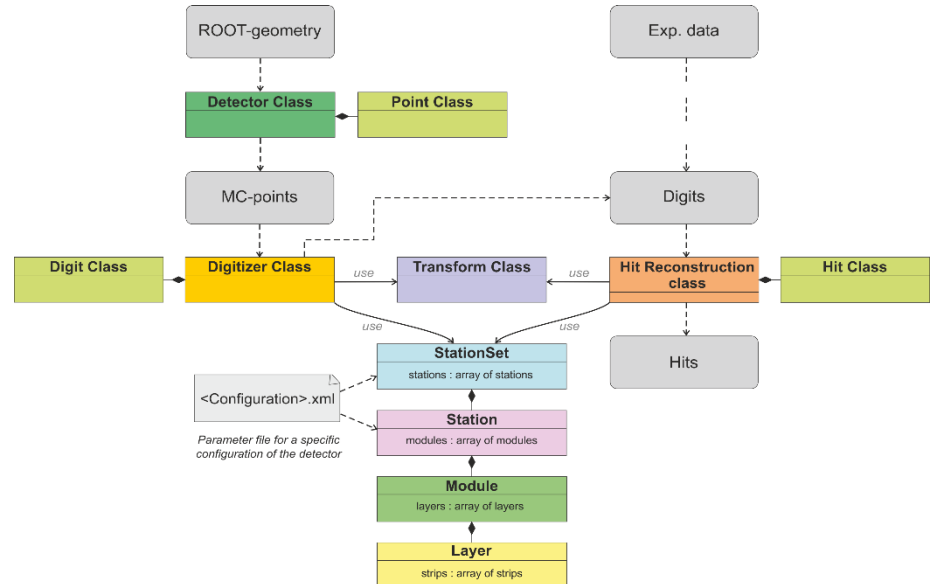 ROOT-geometry
Exp. data
Detector Class
Point Class
MC-points
Digits
Digit Class
Digitizer Class
use
Transform Class
use
Hit Reconstruction
class
Hit Class
use
use
StationSet
stations : array of stations
Hits
<Configuration>.xml
Parameter file for a specific
configuration of the detector
Station
modules : array of modules
Module
layers : array of layers
Layer
strips : array of strips